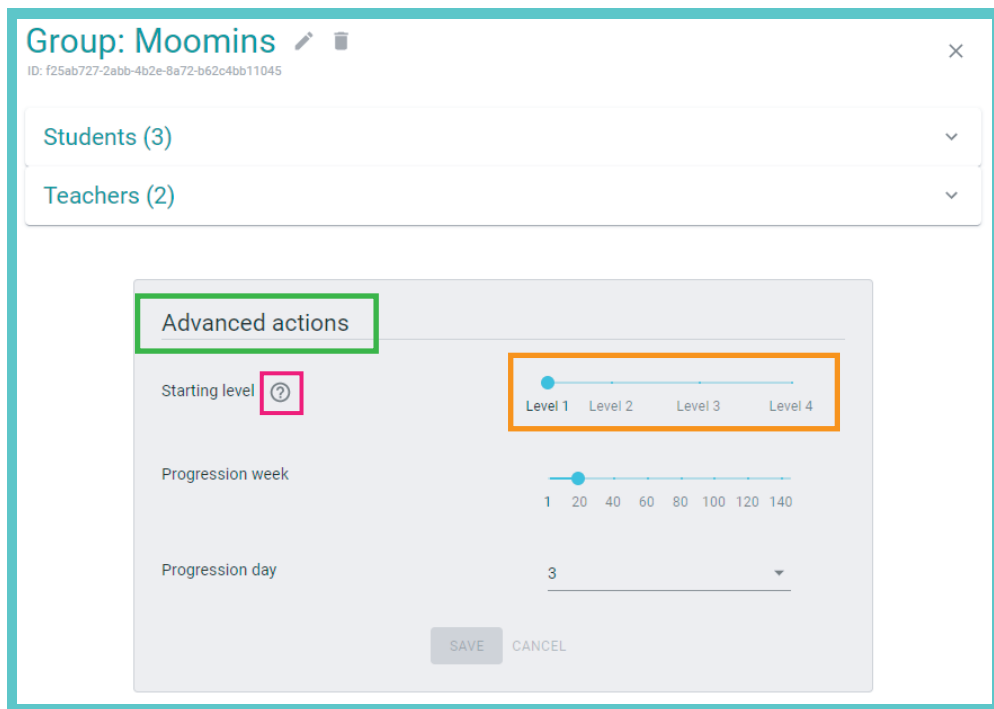 Group: Moomins
ID: f25ab727-2abb-4b2e-8a72-b62c4bb11045
Students (3)
Teachers (2)
Advanced actions
Starting level ?
Level 1 Level 2 Level 3 Level 4
Progression week
1 20 40 60 80 100 120 140
Progression day 3
SAVE CANCEL